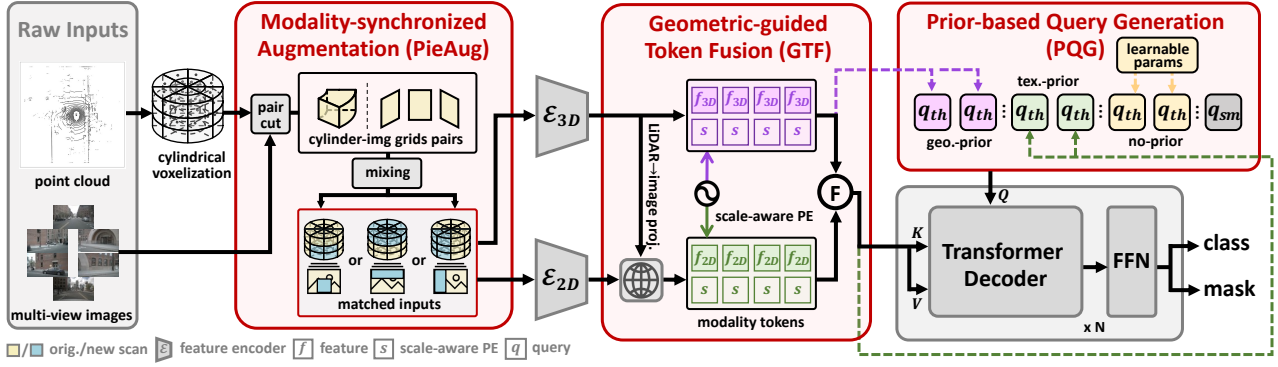 Raw Inputs
point cloud
multi-view images
cylindrical
voxelization
Modality-synchronized
Augmentation (PieAug)
pair
cut
cylinder-img grids pairs
mixing
or
or
matched inputs
ℰ3D
ℰ2D
Geometric-guided
Token Fusion (GTF)
LiDAR→image proj.
f3D f3D f3D f3D
s s s s
scale-aware PE
f2D f2D f2D f2D
s s s s
modality tokens
F
Prior-based Query Generation
(PQG)
learnable
params
tex.-prior
qth qth ⋮ qth qth ⋮ qth qth ⋮ qsm
geo.-prior
no-prior
Q
K
V
Transformer
Decoder
FFN
x N
class
mask
/ orig./new scan
ℰ feature encoder
f feature
s scale-aware PE
q query